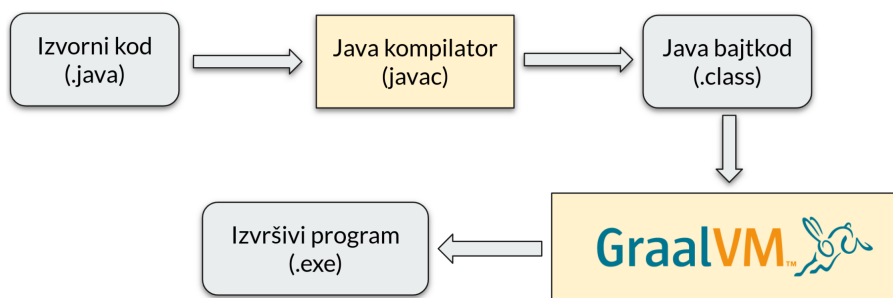 Izvorni kod
(.java)
Java kompilator
(javac)
Java bajtkod
(.class)
Izvršivi program
(.exe)
GraalVM™